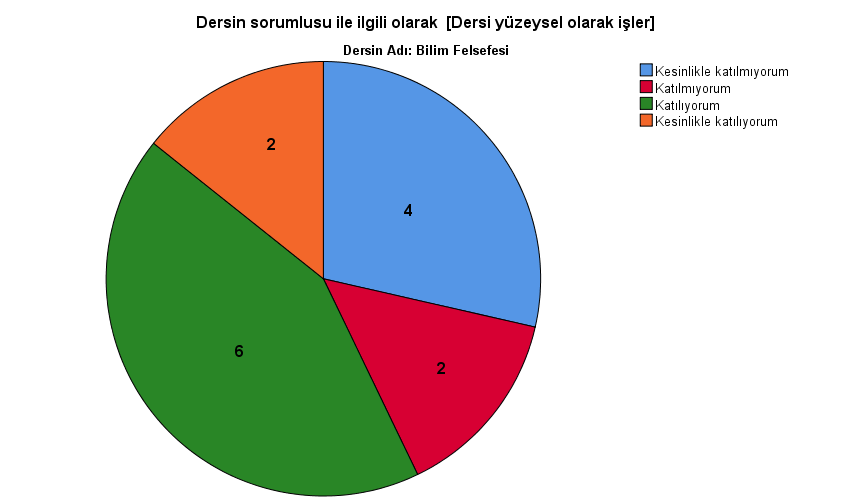 Dersin sorumlusu ile ilgili olarak [Dersi yüzeysel olarak işler]
Dersin Adı: Bilim Felsefesi
Kesinlikle katılmıyorum
Katılmıyorum
Katılıyorum
Kesinlikle katılıyorum
2
4
6
2